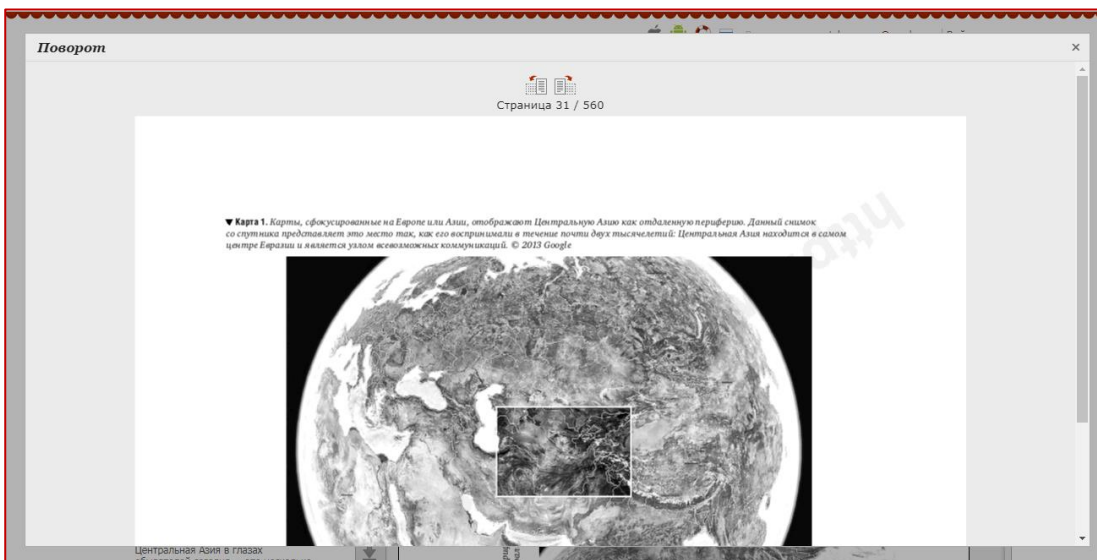 Поворот
×
Страница 31 / 560
▼ Карта 1. Карты, сфокусированные на Европе или Азии, отображают Центральную Азию как отдаленную периферию. Данный снимок
со спутника представляет это место так, как его воспринимали в течение почти двух тысячелетий: Центральная Азия находится в самом
центре Евразии и является узлом всевозможных коммуникаций. © 2013 Google
http
Центральная Азия в глазах